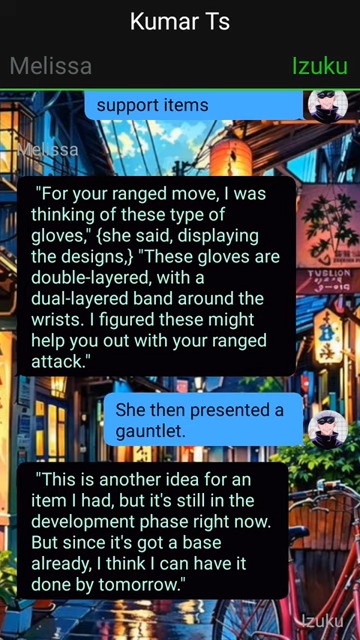 Kumar Ts
Melissa
Izuku
support items
Melissa
"For your ranged move, I was
thinking of these type of
gloves," {she said, displaying
the designs,} "These gloves are
double-layered, with a
dual-layered band around the
wrists. I figured these might
help you out with your ranged
attack."
She then presented a
gauntlet.
"This is another idea for an
item I had, but it's still in the
development phase right now.
But since it's got a base
already, I think I can have it
done by tomorrow."
Izuku